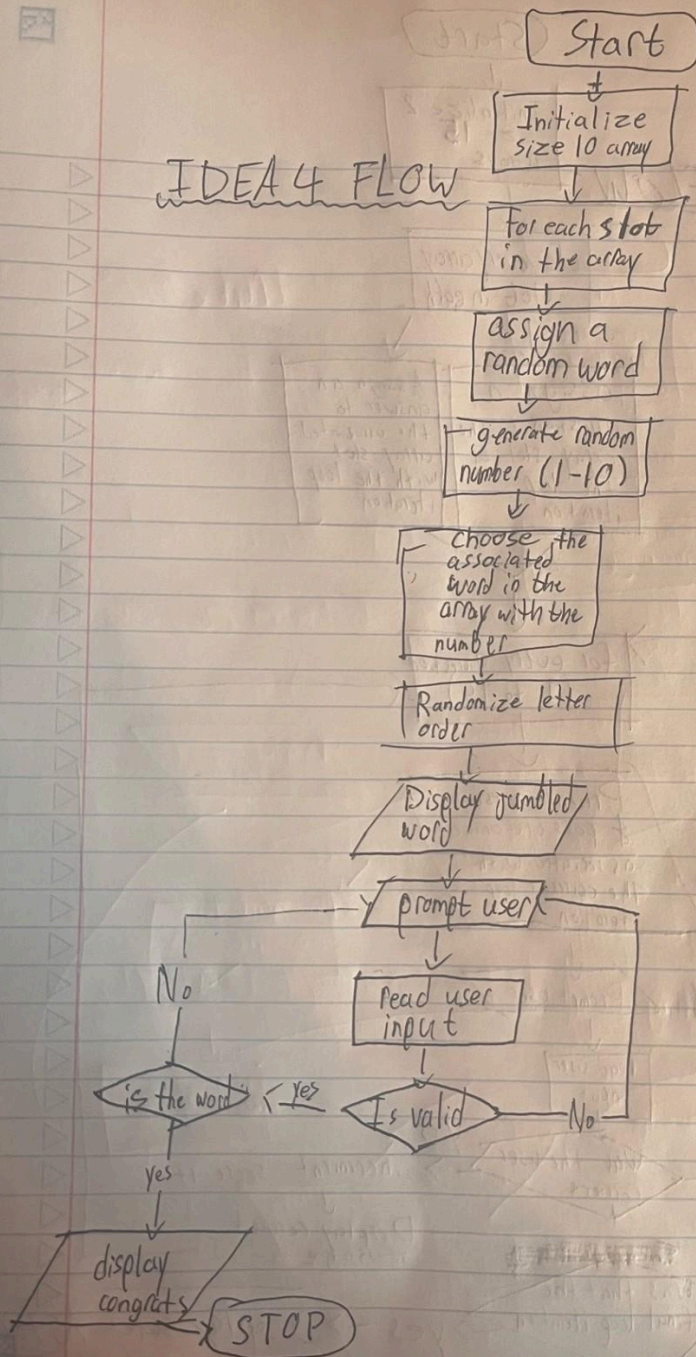 Start
Initialize
size 10 array
IDEA 4 FLOW
for each slot
in the array
assign a
random word
generate random
number (1-10)
Choose the
associated
word in the
array with the
number
Randomize letter
order
Display jumbled
word
prompt user
No
read user
input
is the word
yes
Is valid
No
yes
display
congrats
STOP